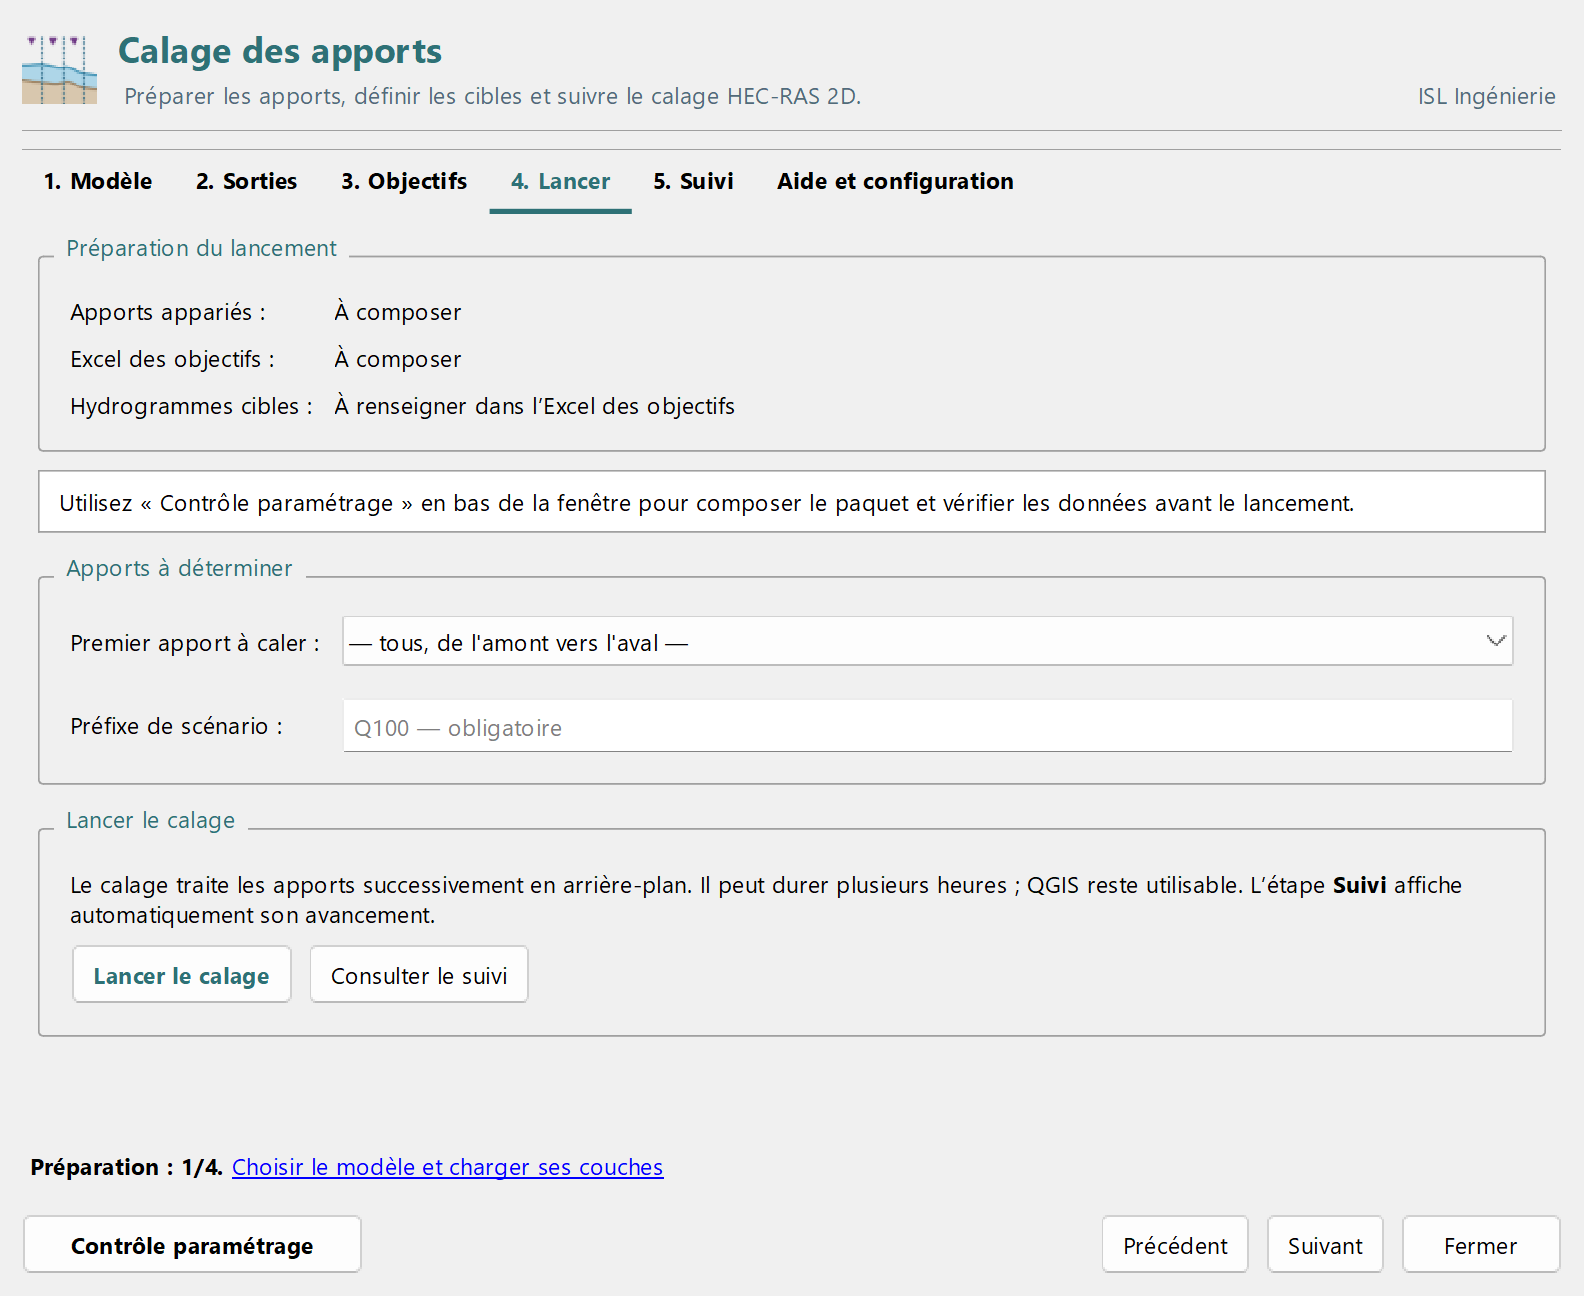 Calage des apports
Préparer les apports, définir les cibles et suivre le calage HEC-RAS 2D.
ISL Ingénierie
1. Modèle
2. Sorties
3. Objectifs
4. Lancer
5. Suivi
Aide et configuration
Préparation du lancement
Apports appariés : À composer
Excel des objectifs : À composer
Hydrogrammes cibles : À renseigner dans l’Excel des objectifs
Utilisez « Contrôle paramétrage » en bas de la fenêtre pour composer le paquet et vérifier les données avant le lancement.
Apports à déterminer
Premier apport à caler : — tous, de l'amont vers l'aval —
Préfixe de scénario : Q100 — obligatoire
Lancer le calage
Le calage traite les apports successivement en arrière-plan. Il peut durer plusieurs heures ; QGIS reste utilisable. L’étape Suivi affiche
automatiquement son avancement.
Lancer le calage
Consulter le suivi
Préparation : 1/4. Choisir le modèle et charger ses couches
Contrôle paramétrage
Précédent
Suivant
Fermer